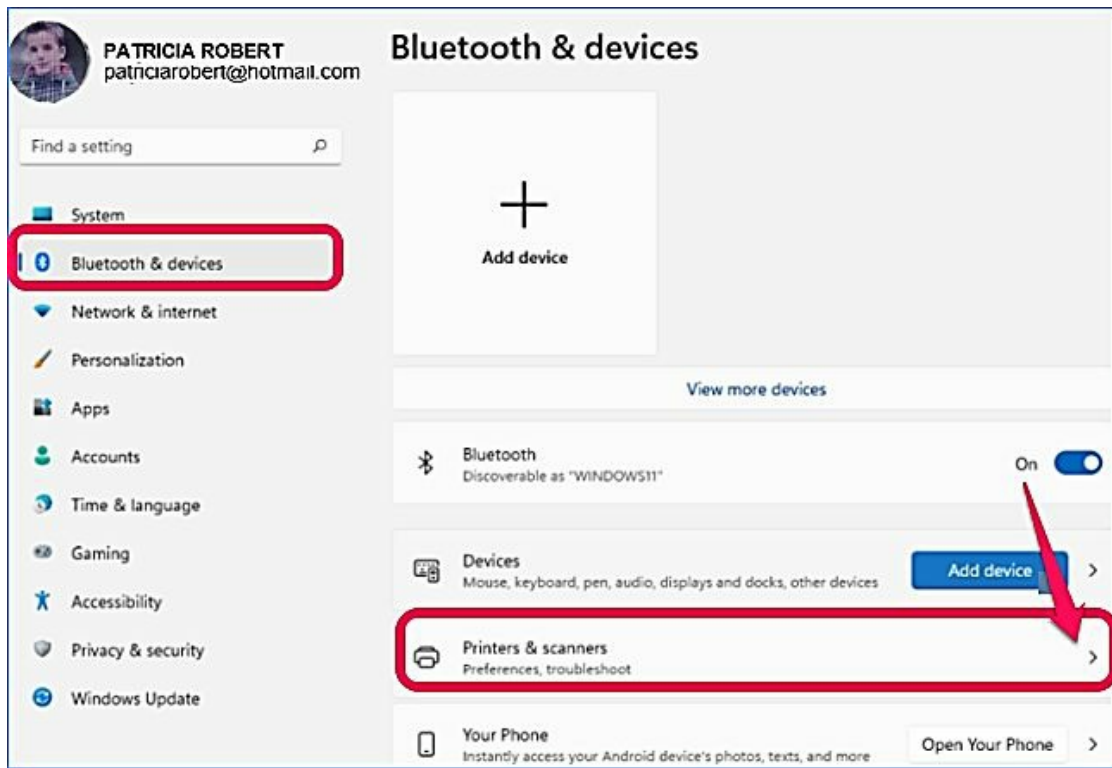 PATRICIA ROBERT
patriciarobert@hotmail.com
Find a setting
System
Bluetooth & devices
Network & internet
Personalization
Apps
Accounts
Time & language
Gaming
Accessibility
Privacy & security
Windows Update
Bluetooth & devices
Add device
View more devices
Bluetooth
Discoverable as "WINDOWS11"
On
Devices
Mouse, keyboard, pen, audio, displays and docks, other devices
Add device
Printers & scanners
Preferences, troubleshoot
Your Phone
Instantly access your Android device's photos, texts, and more
Open Your Phone